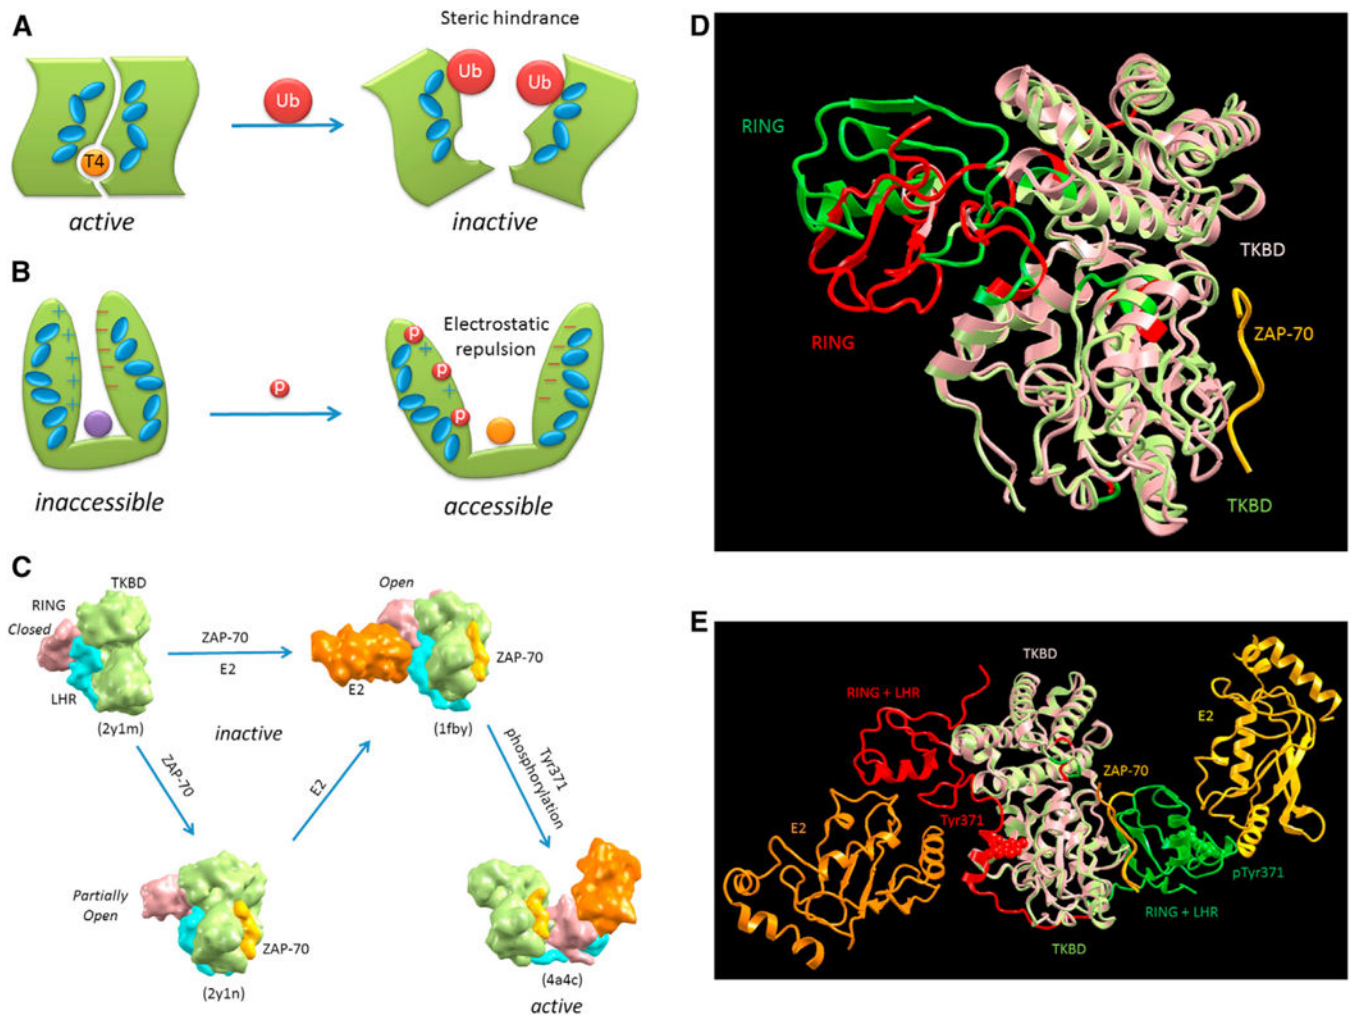 A
Steric hindrance
Ub
Ub
Ub
T4
active
inactive
B
+
+
+
+
+
−
−
−
−
−
Electrostatic
repulsion
p
p
p
p
+
+
−
−
−
−
inaccessible
accessible
C
TKBD
RING
Closed
LHR
(2y1m)
ZAP-70
E2
Open
E2
ZAP-70
(1fby)
inactive
ZAP-70
E2
Tyr371
phosphorylation
Partially
Open
ZAP-70
(2y1n)
(4a4c)
active
D
RING
RING
TKBD
ZAP-70
TKBD
E
TKBD
RING + LHR
E2
ZAP-70
E2
Tyr371
pTyr371
RING + LHR
TKBD